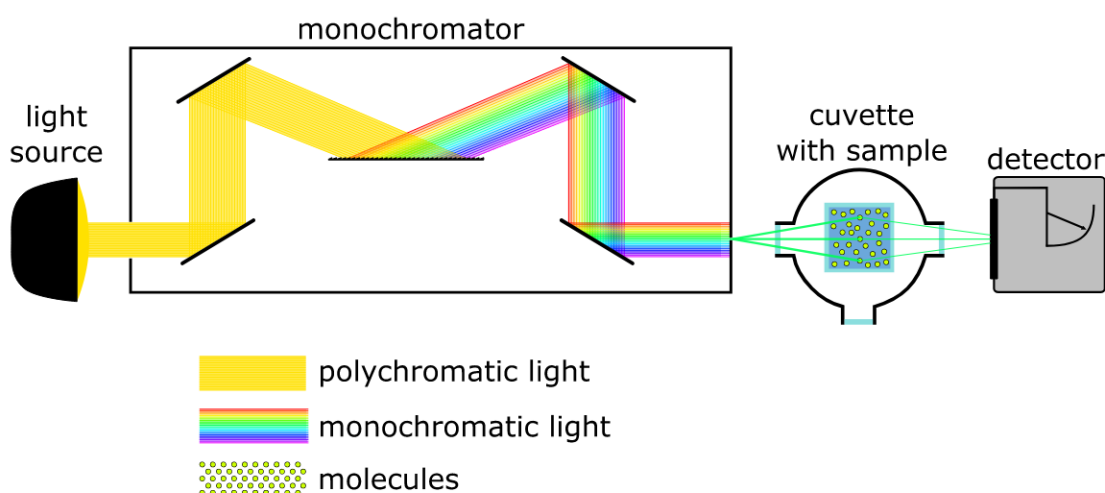 monochromator
light
source
cuvette
with sample
detector
polychromatic light
monochromatic light
molecules